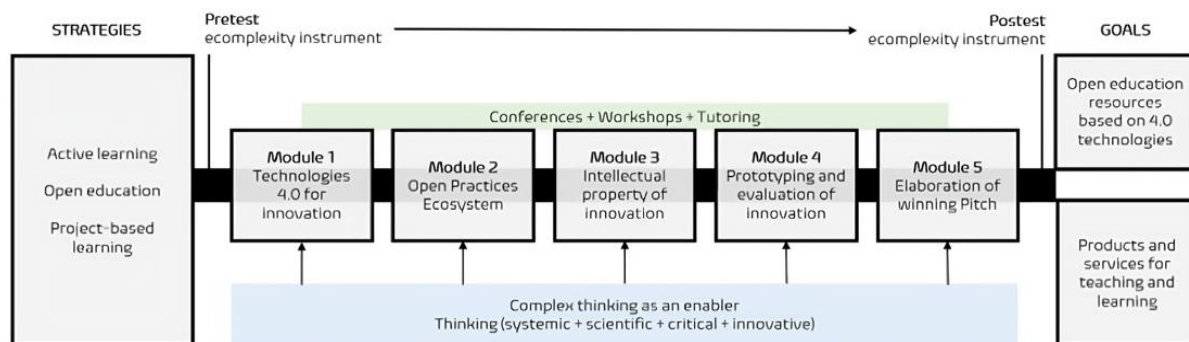 STRATEGIES
Active learning
Open education
Project-based
learning
Pretest
ecomplexity instrument
Postest
ecomplexity instrument
Conferences + Workshops + Tutoring
Module 1
Technologies
4.0 for
innovation
Module 2
Open Practices
Ecosystem
Module 3
Intellectual
property of
innovation
Module 4
Prototyping and
evaluation of
innovation
Module 5
Elaboration of
winning Pitch
Complex thinking as an enabler
Thinking (systemic + scientific + critical + innovative)
GOALS
Open education
resources
based on 4.0
technologies
Products and
services for
teaching and
learning